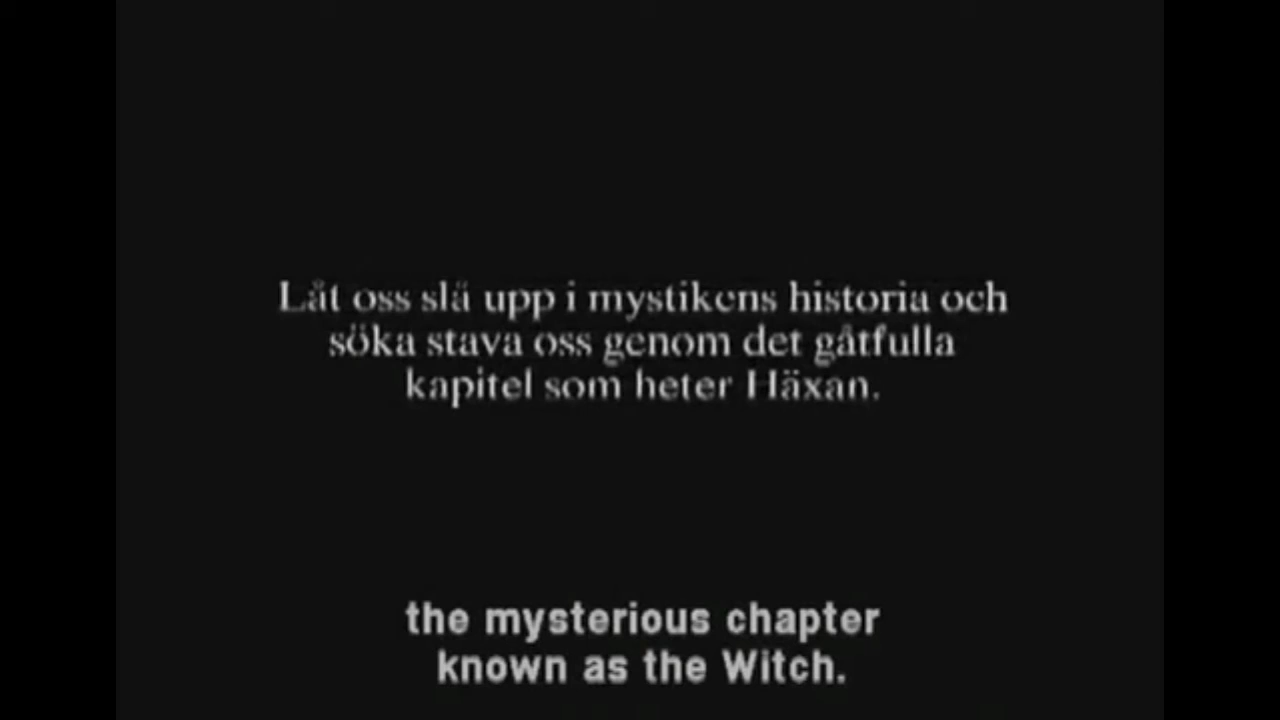 Låt oss slå upp i mystikens historia och
söka stava oss genom det gåtfulla
kapitel som heter Häxan.
the mysterious chapter
known as the Witch.